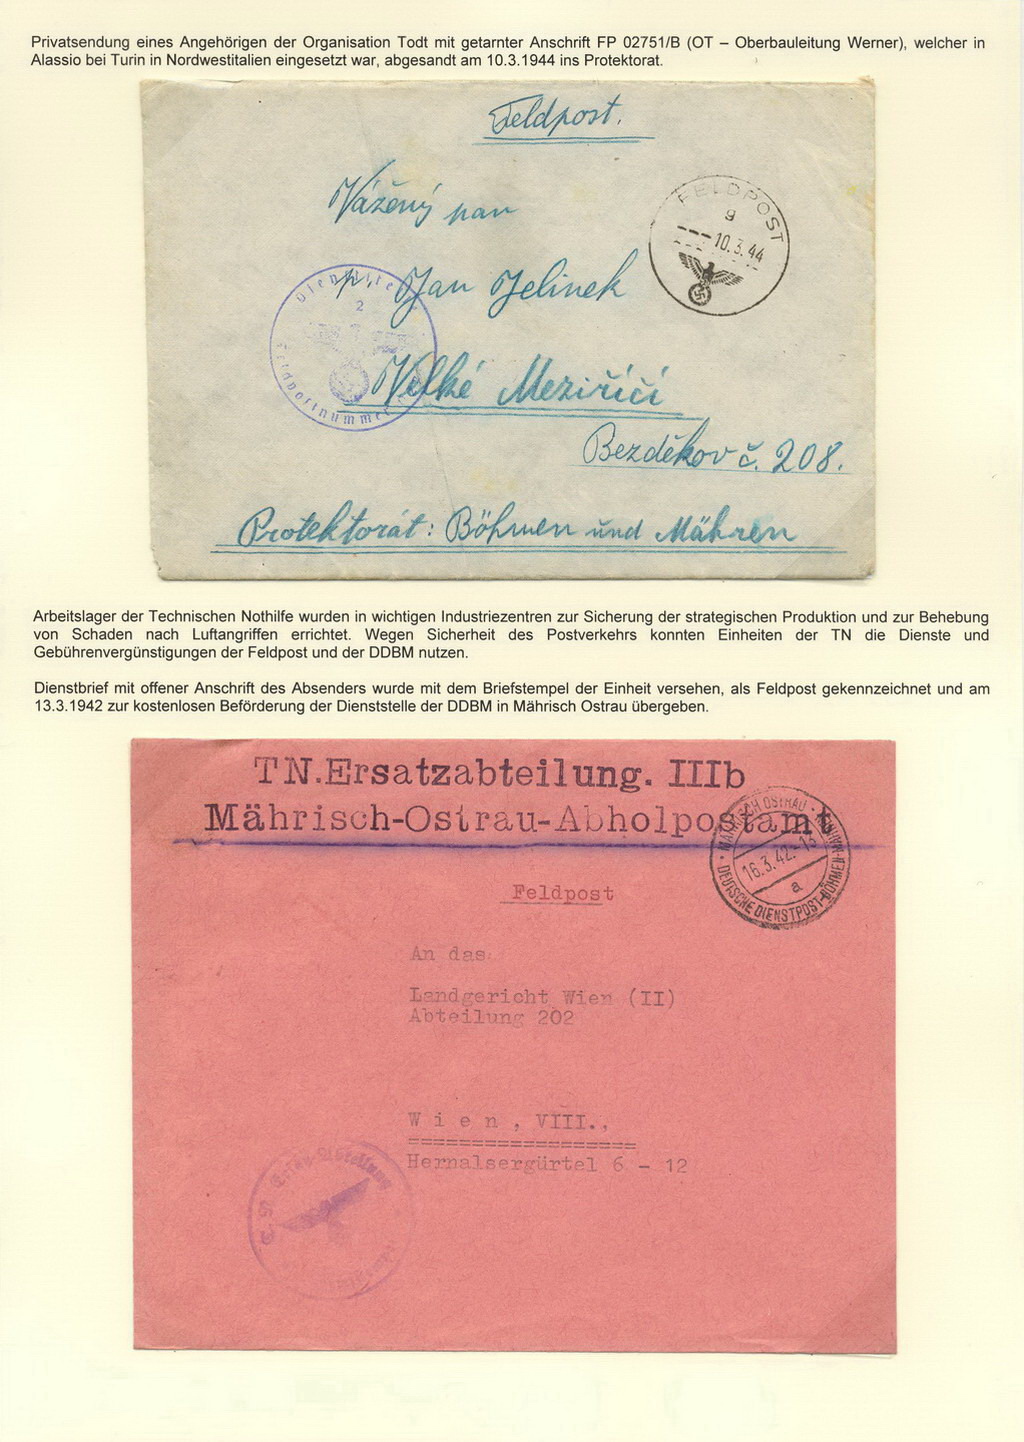 Privatsendung eines Angehörigen der Organisation Todt mit getarnter Anschrift FP 02751/B (OT – Oberbauleitung Werner), welcher in
Alassio bei Turin in Nordwestitalien eingesetzt war, abgesandt am 10.3.1944 ins Protektorat.
Feldpost.
Vážený pan
FELDPOST
g
10.3.44
p. Jan Jelinek
Dienststelle
2
Feldpostnummer
Velké Meziříčí
Bezděkov č. 208.
Protektorát: Böhmen und Mähren
Arbeitslager der Technischen Nothilfe wurden in wichtigen Industriezentren zur Sicherung der strategischen Produktion und zur Behebung
von Schaden nach Luftangriffen errichtet. Wegen Sicherheit des Postverkehrs konnten Einheiten der TN die Dienste und
Gebührenvergünstigungen der Feldpost und der DDBM nutzen.
Dienstbrief mit offener Anschrift des Absenders wurde mit dem Briefstempel der Einheit versehen, als Feldpost gekennzeichnet und am
13.3.1942 zur kostenlosen Beförderung der Dienststelle der DDBM in Mährisch Ostrau übergeben.
TN.Ersatzabteilung. IIIb
Mährisch-Ostrau-Abholpostamt
MÄHRISCH OSTRAU
16.3.42.-13
a
DEUTSCHE DIENSTPOST BÖHMEN-MÄHREN
Feldpost
An das
Landgericht Wien (II)
Abteilung 202
Wien, VIII.,
Hernalsergürtel 6 - 12